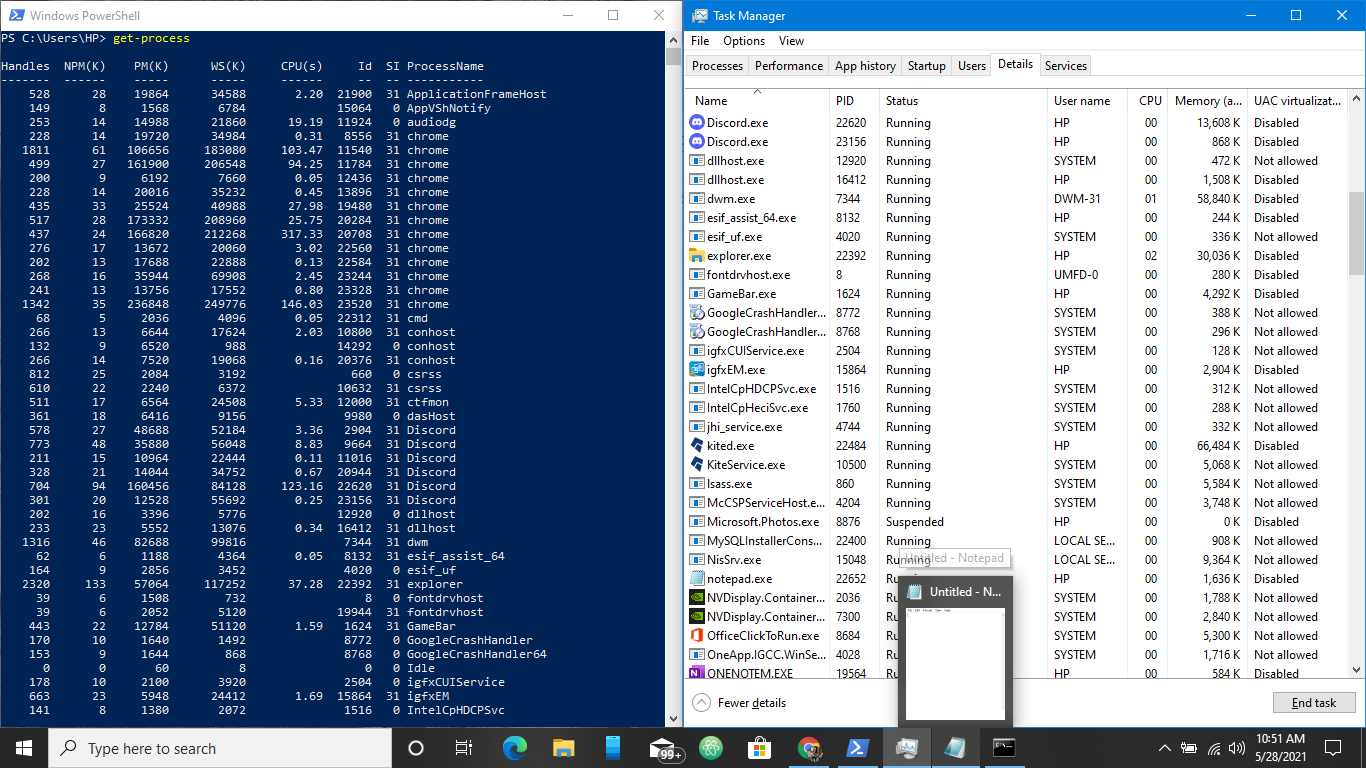 Windows PowerShell
PS C:\Users\HP> get-process
Handles NPM(K) PM(K) WS(K) CPU(s) Id SI ProcessName
------- ------ ----- ----- ------ -- -- -----------
528 28 19864 34588 2.20 21900 31 ApplicationFrameHost
149 8 1568 6784 15064 0 AppVShNotify
253 14 14988 21860 19.19 11924 0 audiodg
228 14 19720 34984 0.31 8556 31 chrome
1811 61 106656 183080 103.47 11540 31 chrome
499 27 161900 206548 94.25 11784 31 chrome
200 9 6192 7660 0.05 12436 31 chrome
228 14 20016 35232 0.45 13896 31 chrome
435 33 25524 40988 27.98 19480 31 chrome
517 28 173332 208960 25.75 20284 31 chrome
437 24 166820 212268 317.33 20708 31 chrome
276 17 13672 20060 3.02 22560 31 chrome
202 13 17688 22888 0.13 22584 31 chrome
268 16 35944 69908 2.45 23244 31 chrome
241 13 13756 17552 0.80 23328 31 chrome
1342 35 236848 249776 146.03 23520 31 chrome
68 5 2036 4096 0.05 22312 31 cmd
266 13 6644 17624 2.03 10800 31 conhost
132 9 6520 988 14292 0 conhost
266 14 7520 19068 0.16 20376 31 conhost
812 25 2084 3192 660 0 csrss
610 22 2240 6372 10632 31 csrss
511 17 6564 24508 5.33 12000 31 ctfmon
361 18 6416 9156 9980 0 dasHost
578 27 48688 52184 3.36 2904 31 Discord
773 48 35880 56048 8.83 9664 31 Discord
211 15 10964 22444 0.11 11016 31 Discord
328 21 14044 34752 0.67 20944 31 Discord
704 94 160456 84128 123.16 22620 31 Discord
301 20 12528 55692 0.25 23156 31 Discord
202 16 3396 5776 12920 0 dllhost
233 23 5552 13076 0.34 16412 31 dllhost
1316 46 82688 99816 7344 31 dwm
62 6 1188 4364 0.05 8132 31 esif_assist_64
164 9 2856 3456 4020 0 esif_uf
2320 133 57064 117252 37.28 22392 31 explorer
39 6 1508 732 8 0 fontdrvhost
39 6 2052 5120 19944 31 fontdrvhost
443 22 12784 51128 1.59 1624 31 GameBar
170 10 1640 1492 8772 0 GoogleCrashHandler
153 9 1644 868 8768 0 GoogleCrashHandler64
0 0 60 8 0 0 Idle
178 10 2100 3920 2504 0 igfxCUIService
663 23 5948 24412 1.69 15864 31 igfxEM
141 8 1380 2072 1516 0 IntelCpHDCPSvc
Task Manager
File Options View
Processes Performance App history Startup Users Details Services
Name PID Status User name CPU Memory (a... UAC virtualizat...
Discord.exe 22620 Running HP 00 13,608 K Disabled
Discord.exe 23156 Running HP 00 868 K Disabled
dllhost.exe 12920 Running SYSTEM 00 472 K Not allowed
dllhost.exe 16412 Running HP 00 1,508 K Disabled
dwm.exe 7344 Running DWM-31 01 58,840 K Disabled
esif_assist_64.exe 8132 Running HP 00 244 K Disabled
esif_uf.exe 4020 Running SYSTEM 00 336 K Not allowed
explorer.exe 22392 Running HP 02 30,036 K Disabled
fontdrvhost.exe 8 Running UMFD-0 00 280 K Disabled
GameBar.exe 1624 Running HP 00 4,292 K Disabled
GoogleCrashHandler... 8772 Running SYSTEM 00 388 K Not allowed
GoogleCrashHandler... 8768 Running SYSTEM 00 296 K Not allowed
igfxCUIService.exe 2504 Running SYSTEM 00 128 K Not allowed
igfxEM.exe 15864 Running HP 00 2,904 K Disabled
IntelCpHDCPSvc.exe 1516 Running SYSTEM 00 312 K Not allowed
IntelCpHeciSvc.exe 1760 Running SYSTEM 00 288 K Not allowed
jhi_service.exe 4744 Running SYSTEM 00 332 K Not allowed
kited.exe 22484 Running HP 00 66,484 K Disabled
KiteService.exe 10500 Running SYSTEM 00 5,068 K Not allowed
lsass.exe 860 Running SYSTEM 00 5,584 K Not allowed
McCSPServiceHost.e... 4204 Running SYSTEM 00 3,748 K Not allowed
Microsoft.Photos.exe 8876 Suspended HP 00 0 K Disabled
MySQLInstallerCons... 22400 Running LOCAL SE... 00 908 K Not allowed
NisSrv.exe 15048 Running LOCAL SE... 00 9,364 K Not allowed
Untitled - Notepad
notepad.exe 22652 HP 00 1,636 K Disabled
NVDisplay.Container... 2036 SYSTEM 00 1,788 K Not allowed
NVDisplay.Container... 7300 SYSTEM 00 2,840 K Not allowed
OfficeClickToRun.exe 8684 SYSTEM 00 5,300 K Not allowed
OneApp.IGCC.WinSe... 4028 SYSTEM 00 1,716 K Not allowed
ONENOTEM.EXE 19564 HP 00 584 K Disabled
Untitled - N...
Fewer details
End task
Type here to search
99+
10:51 AM
5/28/2021